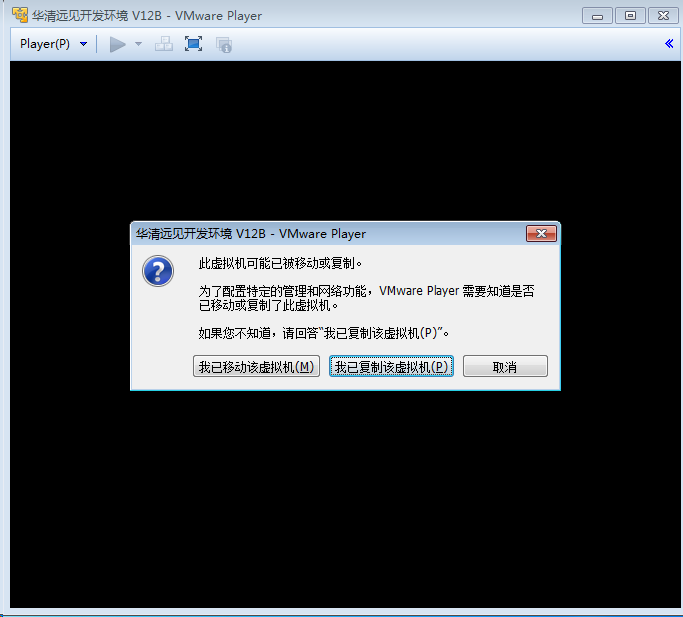 华清远见开发环境 V12B - VMware Player
Player(P)
华清远见开发环境 V12B - VMware Player
此虚拟机可能已被移动或复制。
为了配置特定的管理和网络功能，VMware Player 需要知道是否
已移动或复制了此虚拟机。
如果您不知道，请回答“我已复制该虚拟机(P)”。
我已移动该虚拟机(M) 我已复制该虚拟机(P) 取消